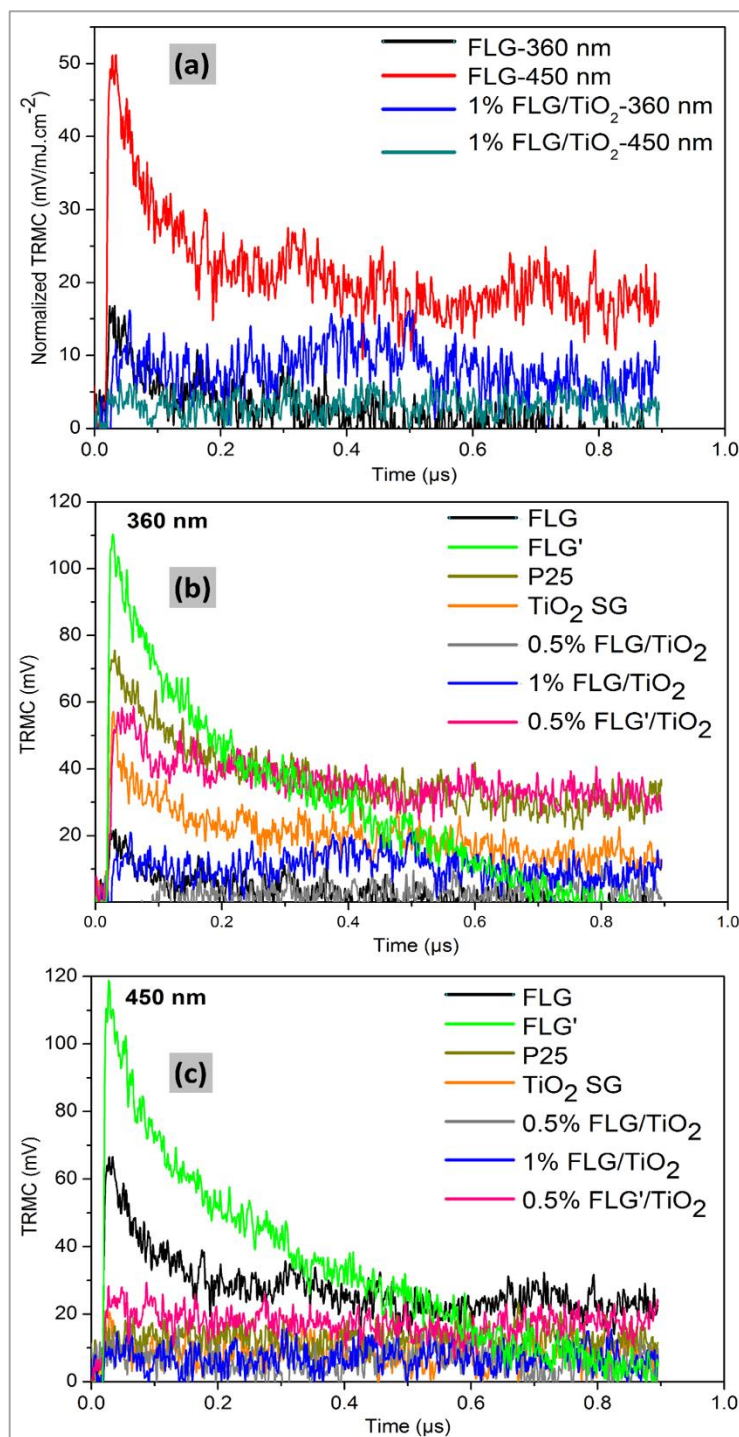 (a)
FLG-360 nm
FLG-450 nm
1% FLG/TiO₂-360 nm
1% FLG/TiO₂-450 nm
Normalized TRMC (mV/mJ.cm⁻²)
50
40
30
20
10
0
0.0 0.2 0.4 0.6 0.8 1.0
Time (µs)
360 nm
(b)
FLG
FLG'
P25
TiO₂ SG
0.5% FLG/TiO₂
1% FLG/TiO₂
0.5% FLG'/TiO₂
TRMC (mV)
120
100
80
60
40
20
0.0 0.2 0.4 0.6 0.8 1.0
Time (µs)
450 nm
(c)
FLG
FLG'
P25
TiO₂ SG
0.5% FLG/TiO₂
1% FLG/TiO₂
0.5% FLG'/TiO₂
TRMC (mV)
120
100
80
60
40
20
0
0.0 0.2 0.4 0.6 0.8 1.0
Time (µs)